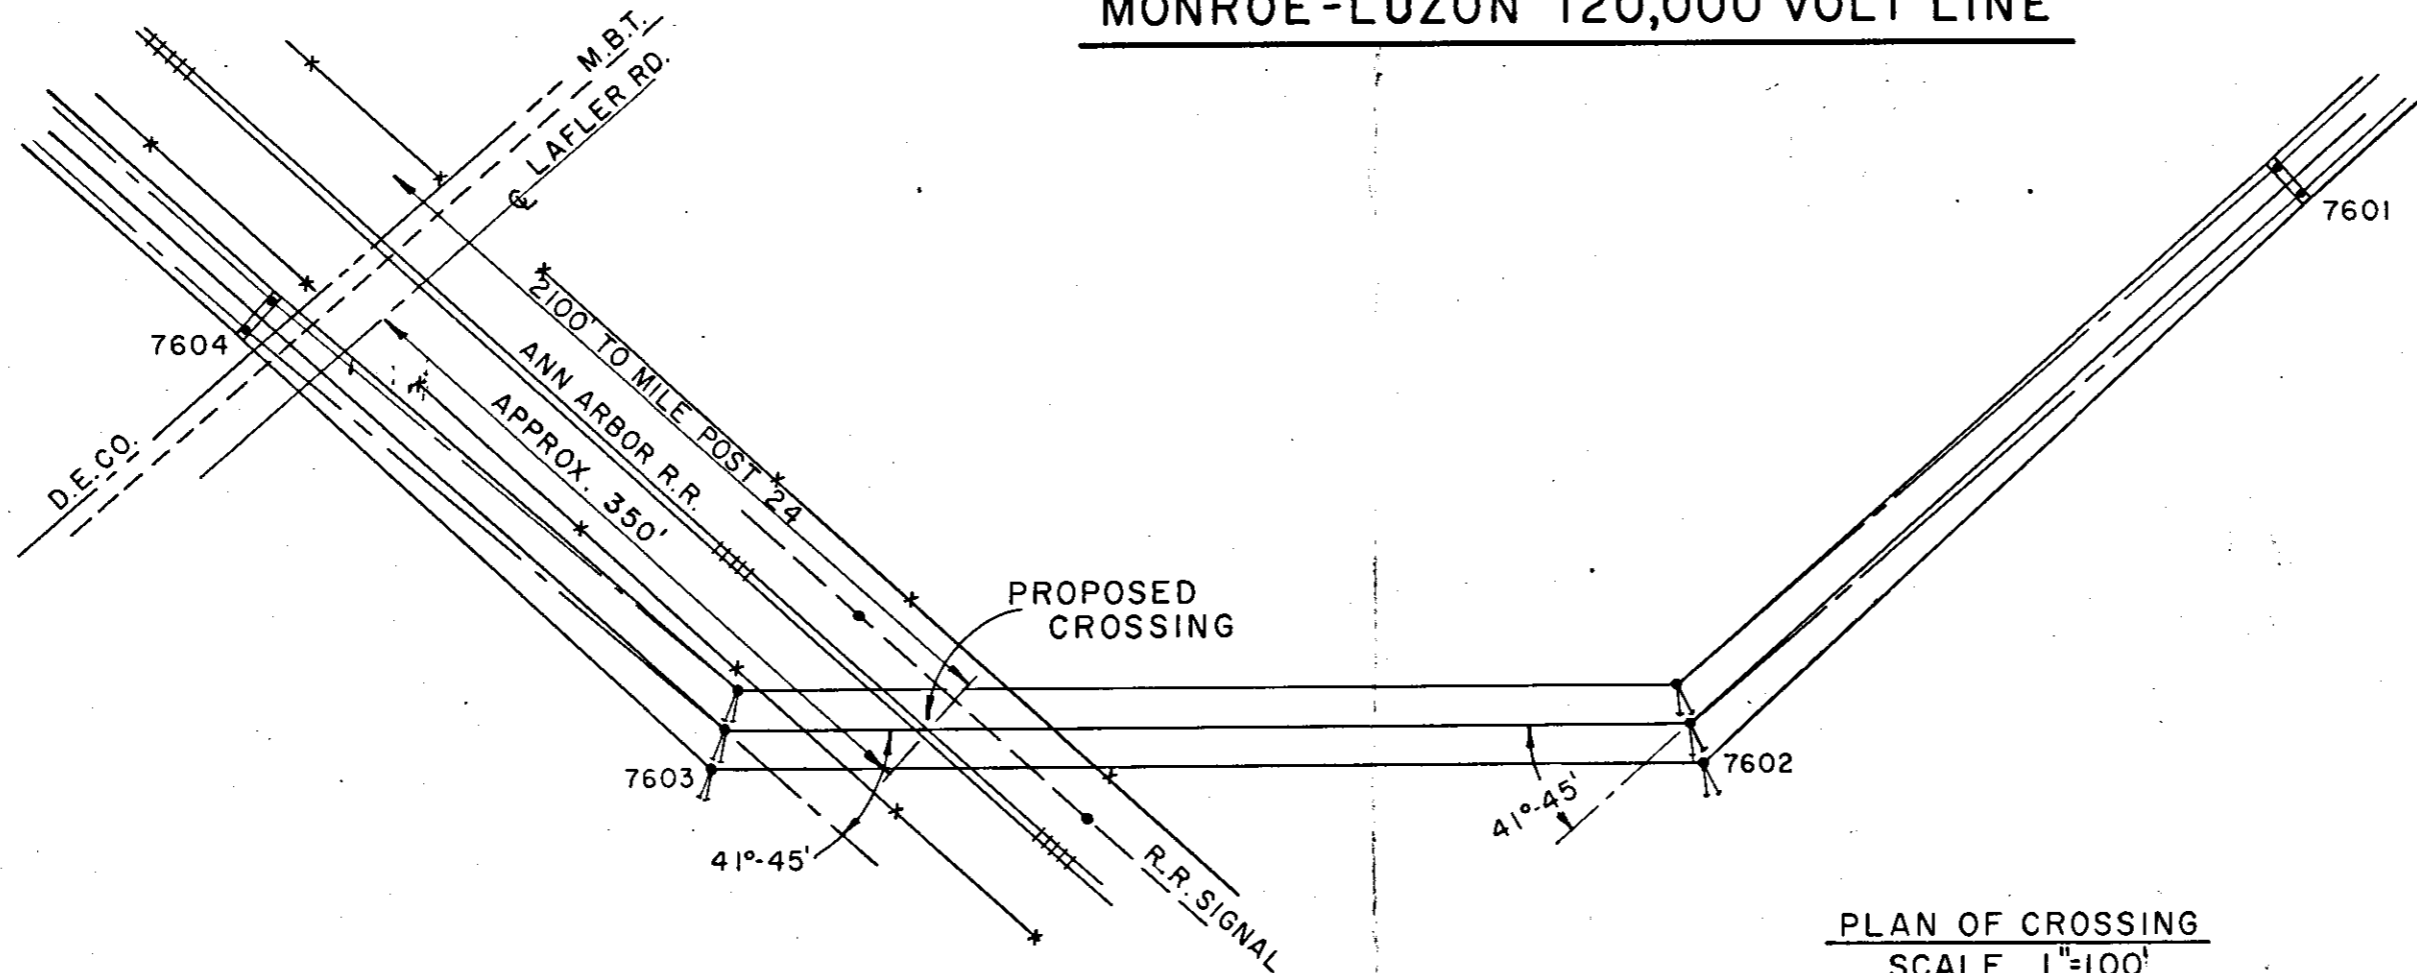 MONROE-LUZON 120,000 VOLT LINE
M.B.T.
℄ LAFLER RD.
7601
7604
2100' TO MILE POST 24
ANN ARBOR R.R.
APPROX. 350'
D.E.CO.
PROPOSED
CROSSING
7603
7602
41°-45'
41°-45'
R.R. SIGNAL
PLAN OF CROSSING
SCALE 1"=100'